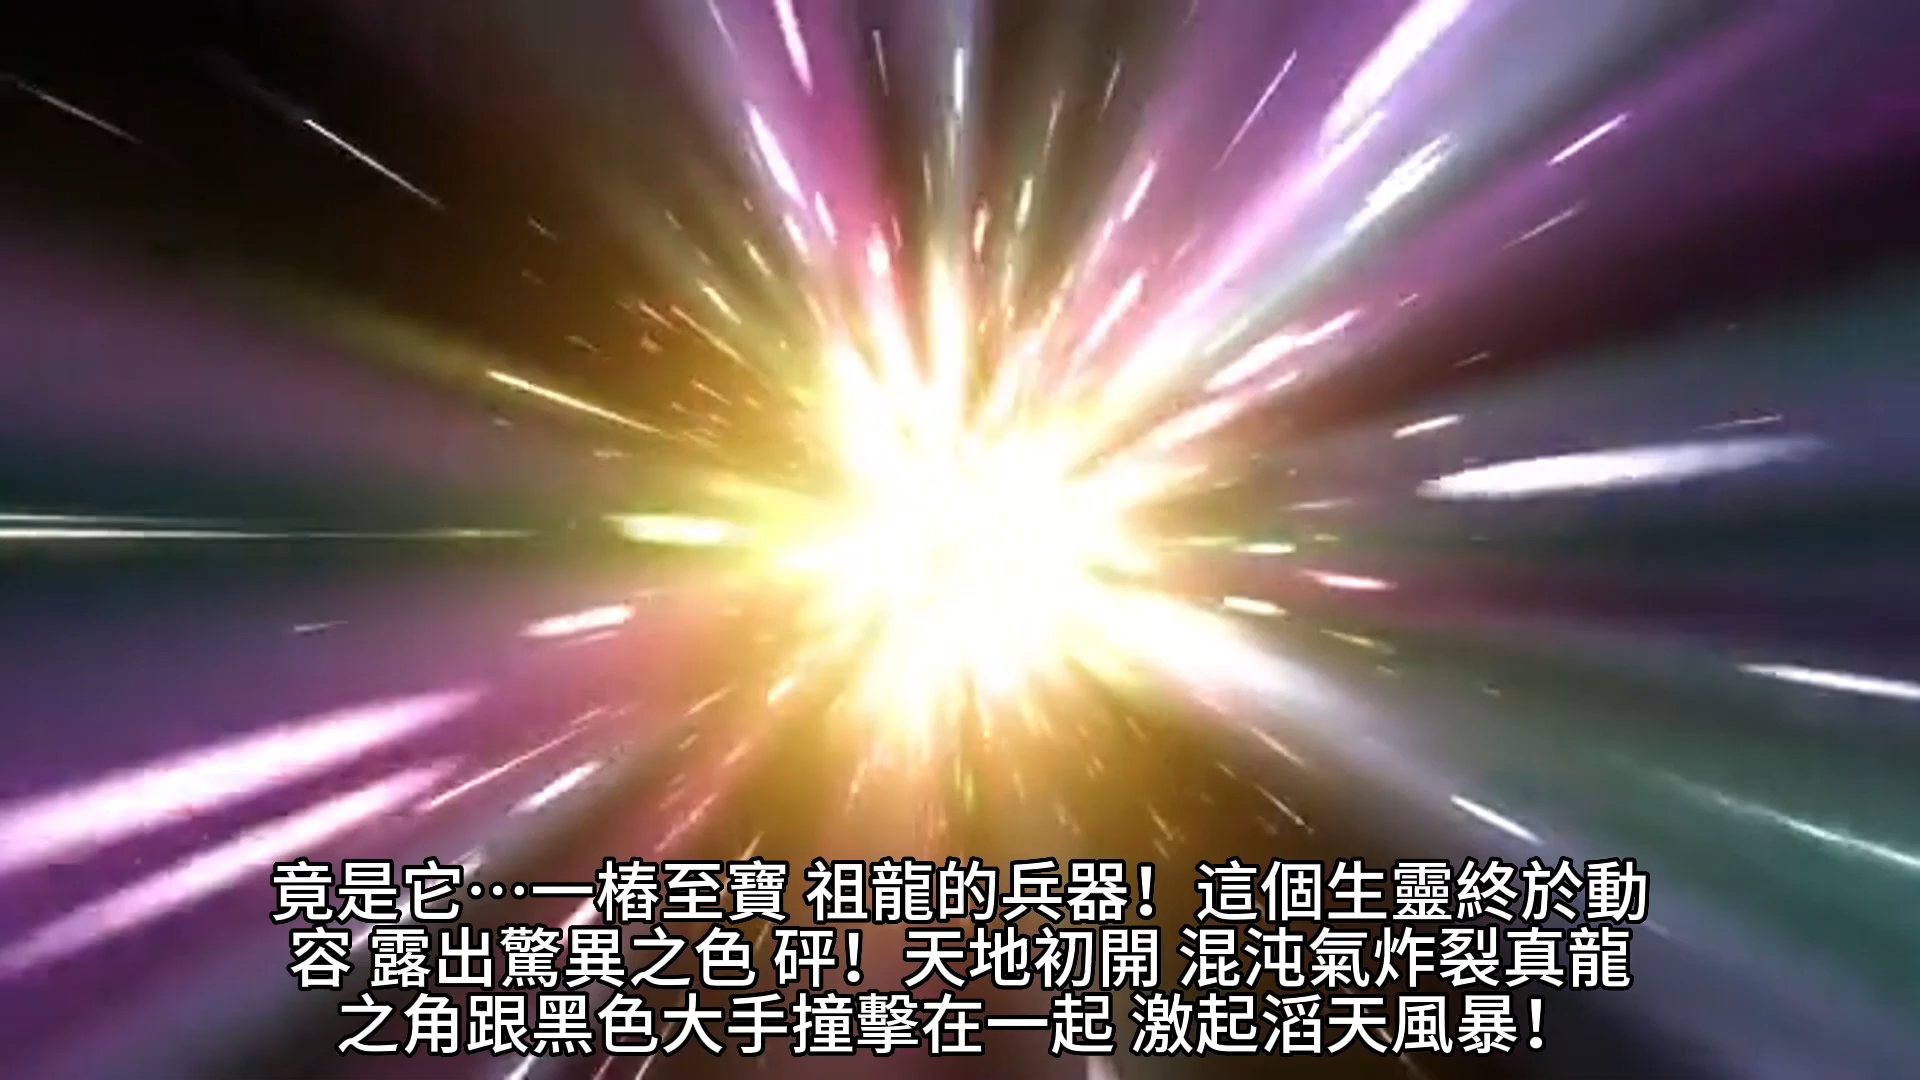 竟是它…一樁至寶 祖龍的兵器！這個生靈終於動
容 露出驚異之色 砰！天地初開 混沌氣炸裂真龍
之角跟黑色大手撞擊在一起 激起滔天風暴！